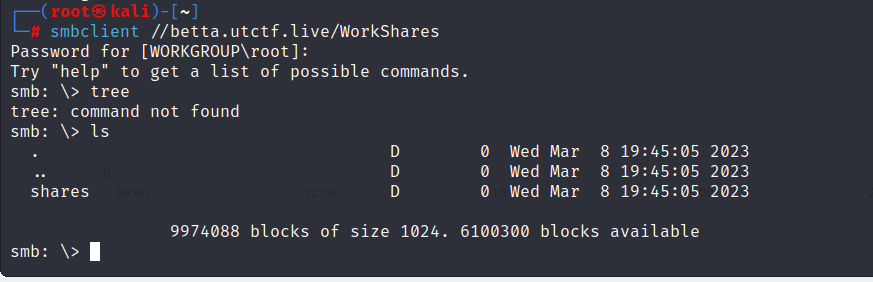 ┌──(root㉿kali)-[~]
└─# smbclient //betta.utctf.live/WorkShares
Password for [WORKGROUP\root]:
Try "help" to get a list of possible commands.
smb: \> tree
tree: command not found
smb: \> ls
. D 0 Wed Mar 8 19:45:05 2023
.. D 0 Wed Mar 8 19:45:05 2023
shares D 0 Wed Mar 8 19:45:05 2023
9974088 blocks of size 1024. 6100300 blocks available
smb: \>